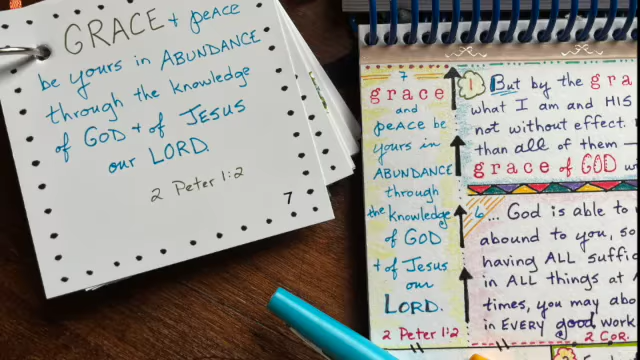 GRACE + peace
be yours in ABUNDANCE
through the knowledge
of GOD + of JESUS
our LORD.
2 Peter 1:2
7
7
grace
and
peace be
yours in
ABUNDANCE
through
the knowledge
of GOD
+ of Jesus
our
LORD.
2 Peter 1:2
1 But by the gra
what I am and HIS
not without effect.
than all of them —
grace of GOD w
6 ... God is able to
abound to you, so
having ALL suffic
in ALL things at
times, you may abo
in EVERY good work
2 COR.